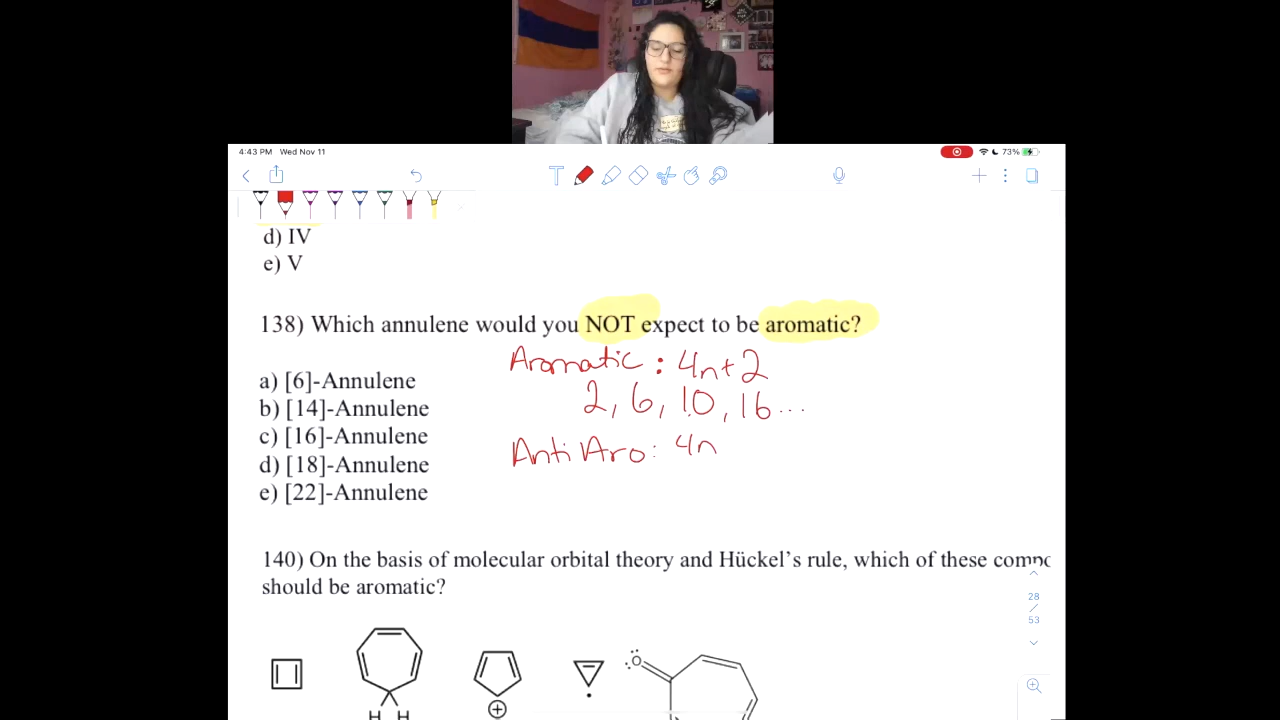 4:43 PM Wed Nov 11
73%
T
d) IV
e) V
138) Which annulene would you NOT expect to be aromatic?
Aromatic : 4n+2
a) [6]-Annulene
2, 6, 10, 16 ...
b) [14]-Annulene
c) [16]-Annulene
Anti Aro : 4n
d) [18]-Annulene
e) [22]-Annulene
140) On the basis of molecular orbital theory and Hückel's rule, which of these compo
should be aromatic?
28
/
53
O
H H